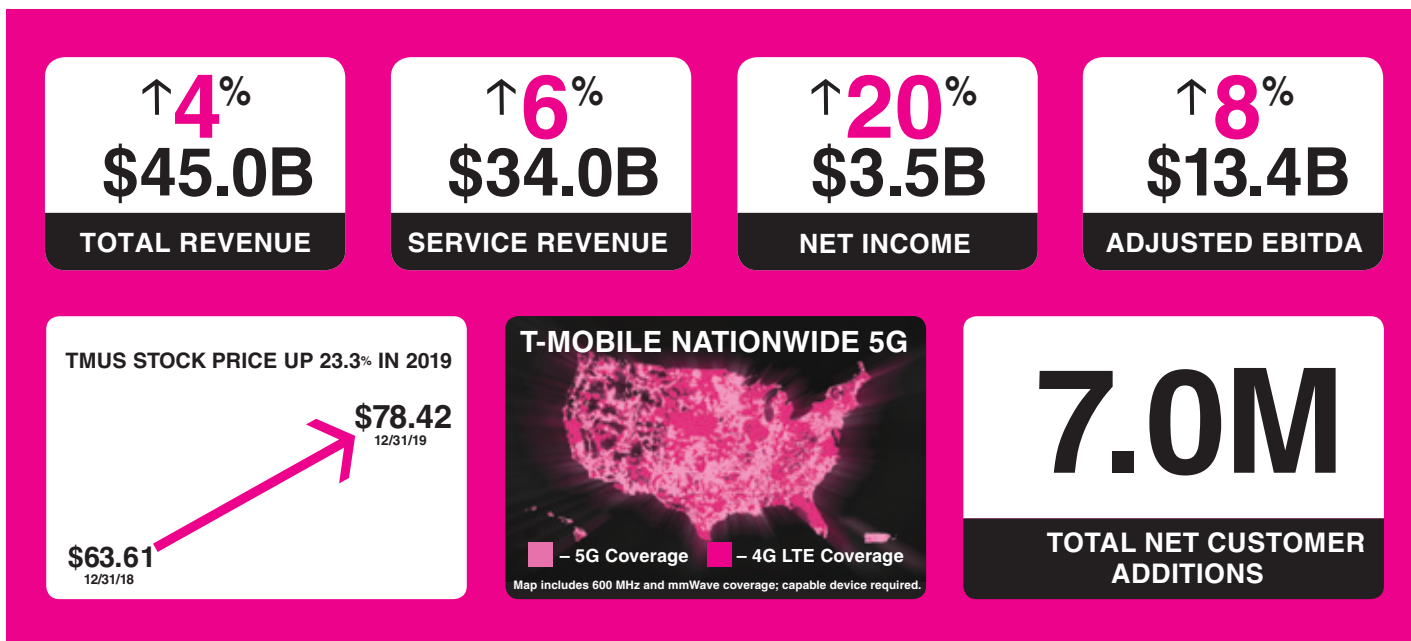 ↑4%
$45.0B
TOTAL REVENUE
↑6%
$34.0B
SERVICE REVENUE
↑20%
$3.5B
NET INCOME
↑8%
$13.4B
ADJUSTED EBITDA
TMUS STOCK PRICE UP 23.3% IN 2019
$78.42
12/31/19
$63.61
12/31/18
T-MOBILE NATIONWIDE 5G
– 5G Coverage – 4G LTE Coverage
Map includes 600 MHz and mmWave coverage; capable device required.
7.0M
TOTAL NET CUSTOMER
ADDITIONS